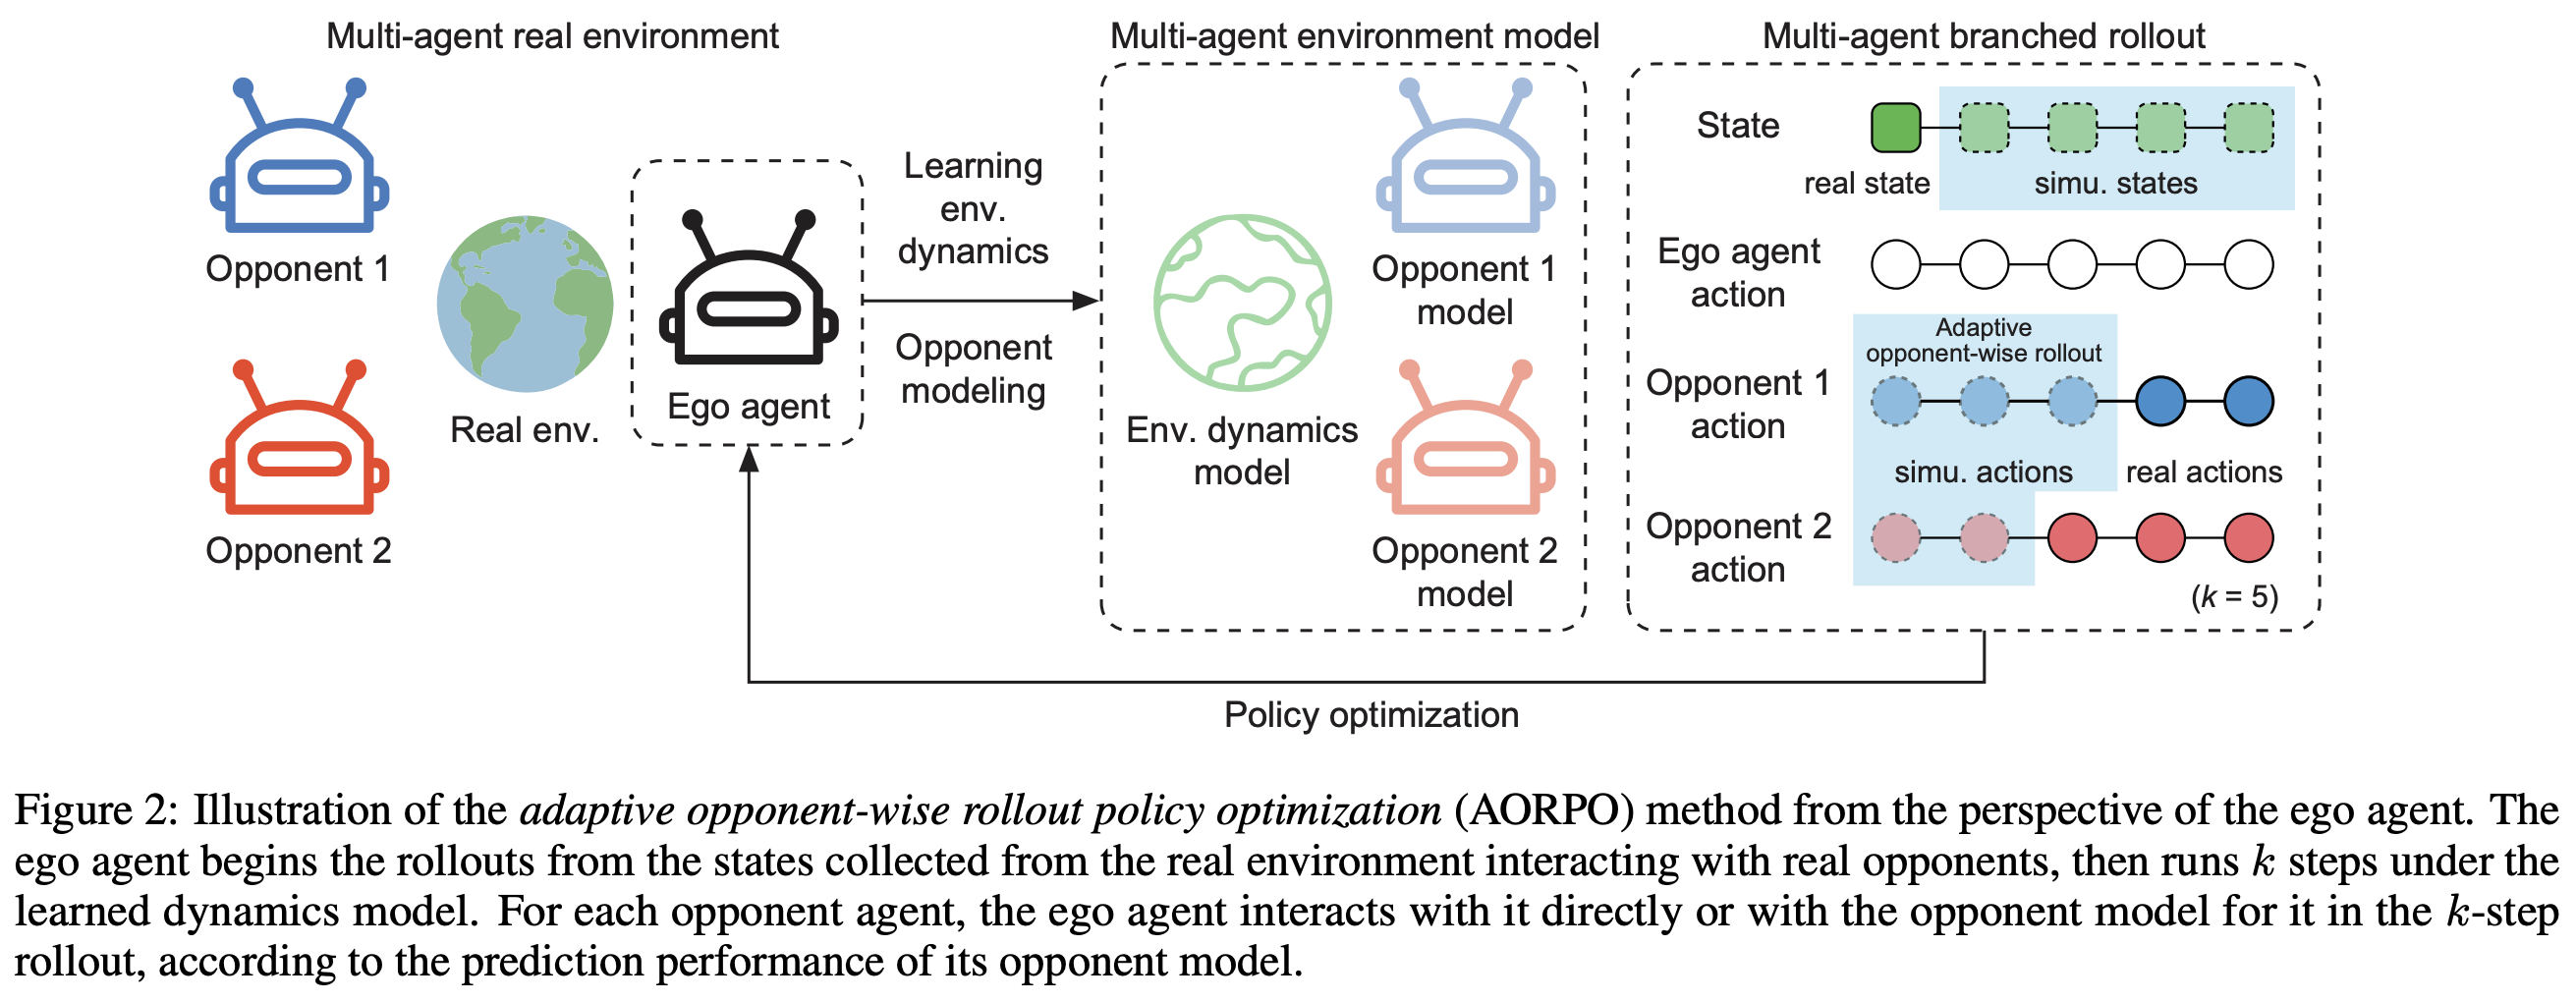 Multi-agent real environment
Multi-agent environment model
Multi-agent branched rollout
Opponent 1
Opponent 2
Real env.
Ego agent
Learning
env.
dynamics
Opponent
modeling
Env. dynamics
model
Opponent 1
model
Opponent 2
model
State
real state
simu. states
Ego agent
action
Adaptive
opponent-wise rollout
Opponent 1
action
simu. actions
real actions
Opponent 2
action
(k = 5)
Policy optimization
Figure 2: Illustration of the adaptive opponent-wise rollout policy optimization (AORPO) method from the perspective of the ego agent. The
ego agent begins the rollouts from the states collected from the real environment interacting with real opponents, then runs k steps under the
learned dynamics model. For each opponent agent, the ego agent interacts with it directly or with the opponent model for it in the k-step
rollout, according to the prediction performance of its opponent model.